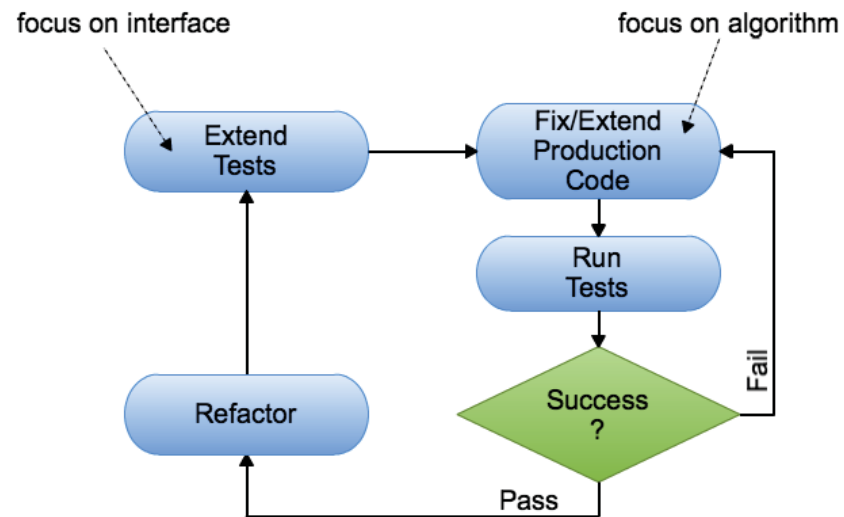 focus on interface
focus on algorithm
Extend
Tests
Fix/Extend
Production
Code
Run
Tests
Success
?
Fail
Refactor
Pass